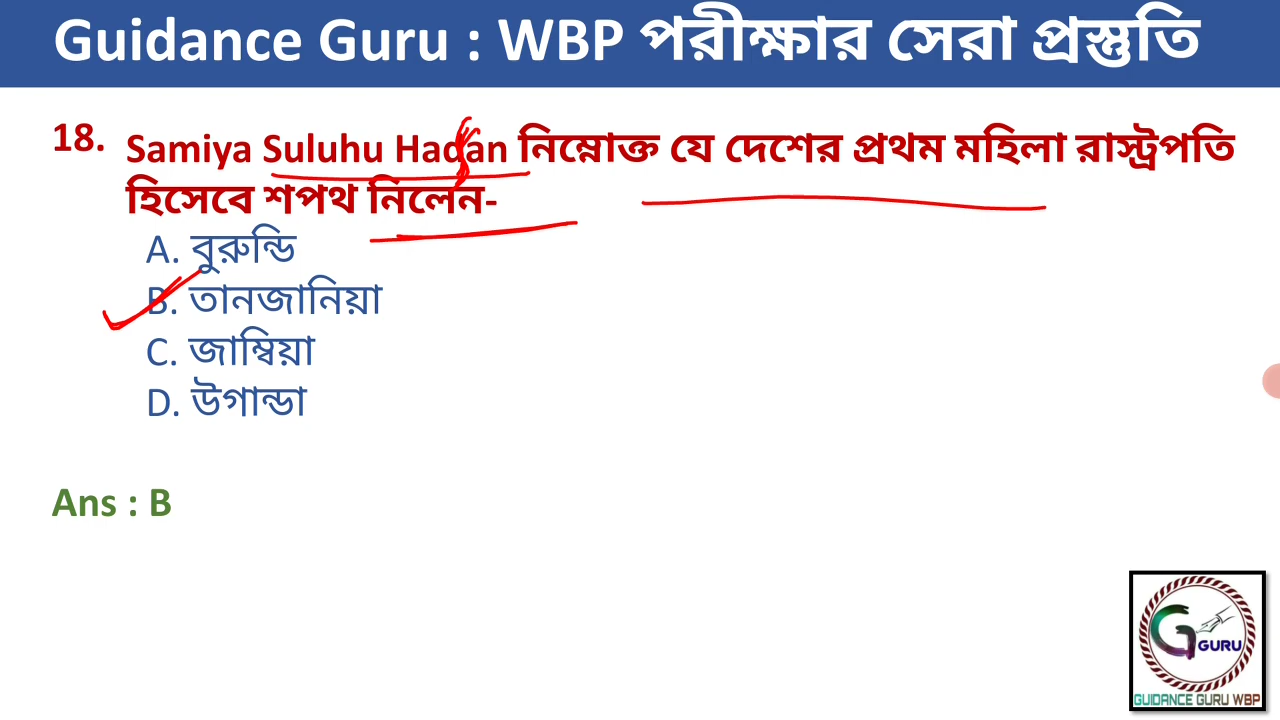 Guidance Guru : WBP পরীক্ষার সেরা প্রস্তুতি
18. Samiya Suluhu Hadan নিম্নোক্ত যে দেশের প্রথম মহিলা রাস্ট্রপতি
হিসেবে শপথ নিলেন-
A. বুরুন্ডি
B. তানজানিয়া
C. জাম্বিয়া
D. উগান্ডা
Ans : B
G GURU
GUIDANCE GURU WBP